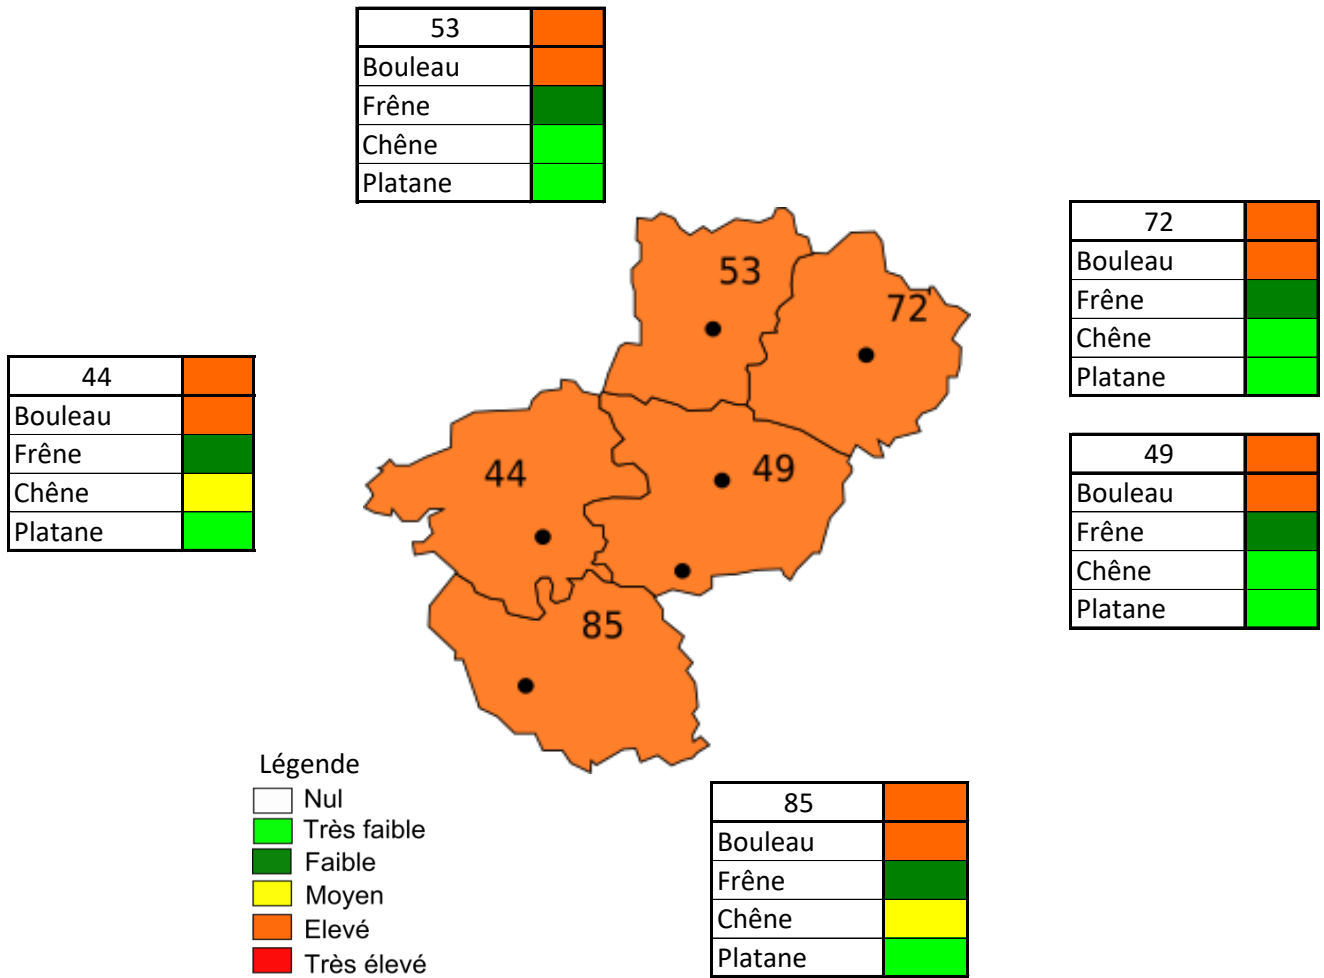 53
Bouleau
Frêne
Chêne
Platane
72
Bouleau
Frêne
Chêne
Platane
53
72
44
Bouleau
Frêne
Chêne
Platane
44
49
49
Bouleau
Frêne
Chêne
Platane
85
Légende
Nul
Très faible
Faible
Moyen
Elevé
Très élevé
85
Bouleau
Frêne
Chêne
Platane